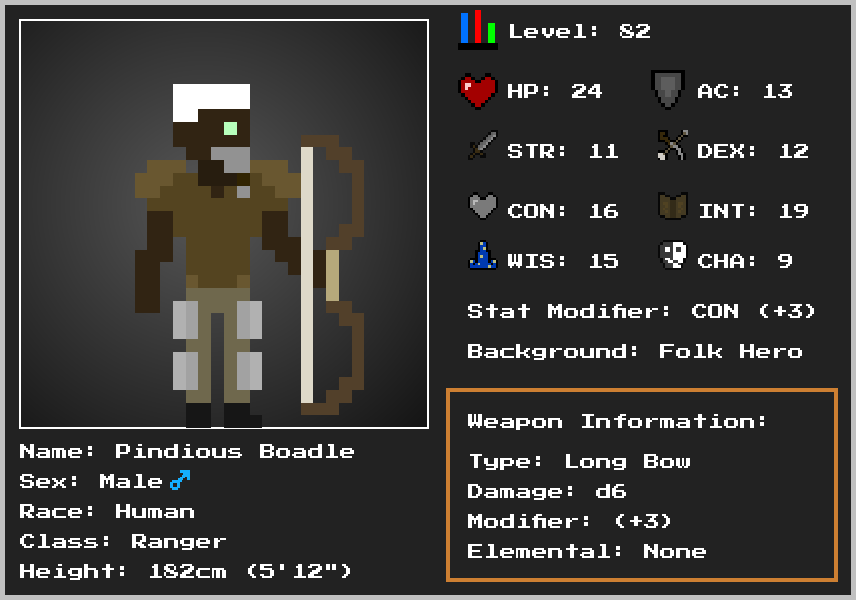 Level: 82
HP: 24
AC: 13
STR: 11
DEX: 12
CON: 16
INT: 19
WIS: 15
CHA: 9
Stat Modifier: CON (+3)
Background: Folk Hero
Weapon Information:
Type: Long Bow
Damage: d6
Modifier: (+3)
Elemental: None
Name: Pindious Boadle
Sex: Male ♂
Race: Human
Class: Ranger
Height: 182cm (5'12")